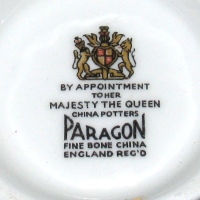 BY APPOINTMENT
TO HER
MAJESTY THE QUEEN
CHINA POTTERS
PARAGON
FINE BONE CHINA
ENGLAND REG'D